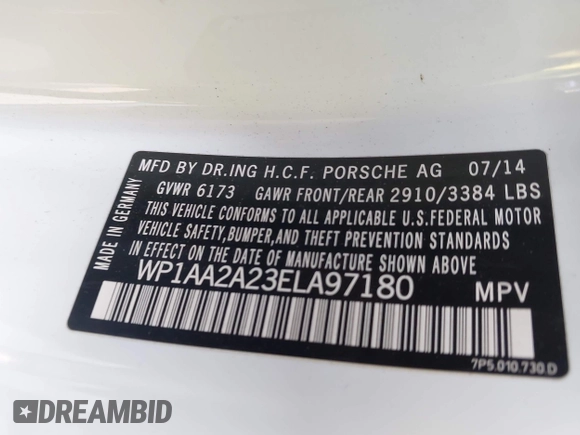 MFD BY DR.ING H.C.F. PORSCHE AG 07/14
GVWR 6173 GAWR FRONT/REAR 2910/3384 LBS
THIS VEHICLE CONFORMS TO ALL APPLICABLE U.S.FEDERAL MOTOR
VEHICLE SAFETY,BUMPER,AND THEFT PREVENTION STANDARDS
IN EFFECT ON THE DATE OF MANUFACTURE SHOWN ABOVE
WP1AA2A23ELA97180 MPV
MADE IN GERMANY
7P5.010.730.D
DREAMBID